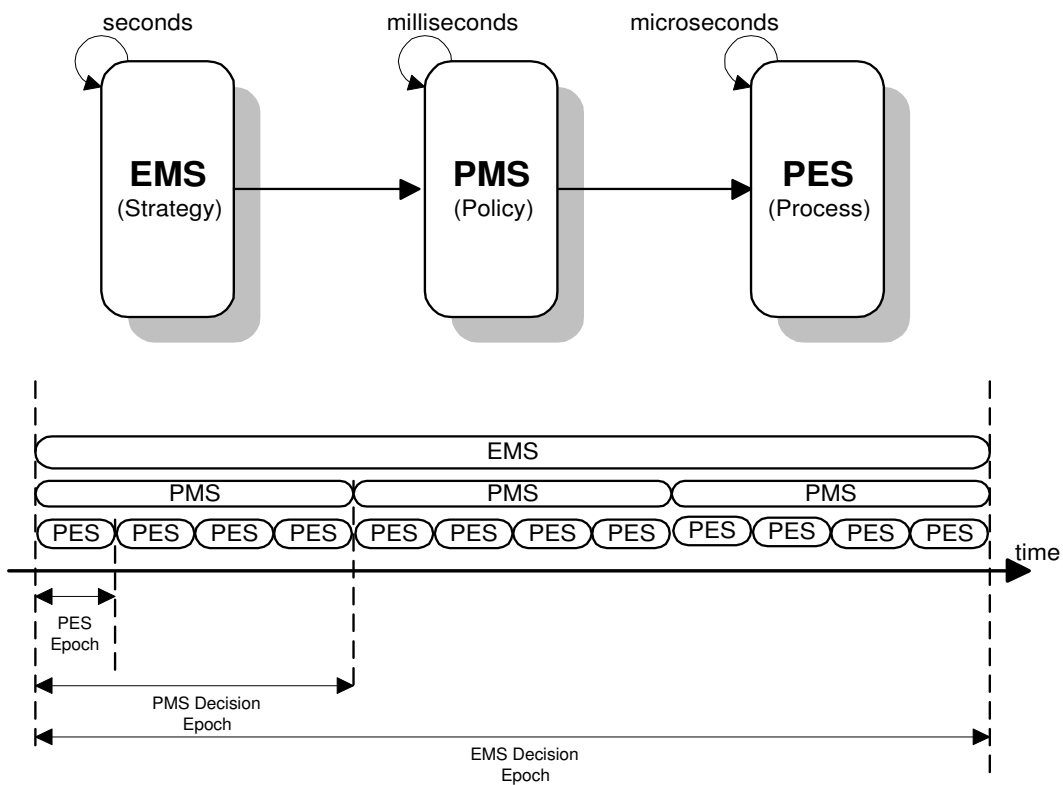 seconds
milliseconds
microseconds
EMS
(Strategy)
PMS
(Policy)
PES
(Process)
EMS
PMS PMS PMS
PES PES PES PES PES PES PES PES PES PES PES PES
time
PES
Epoch
PMS Decision
Epoch
EMS Decision
Epoch